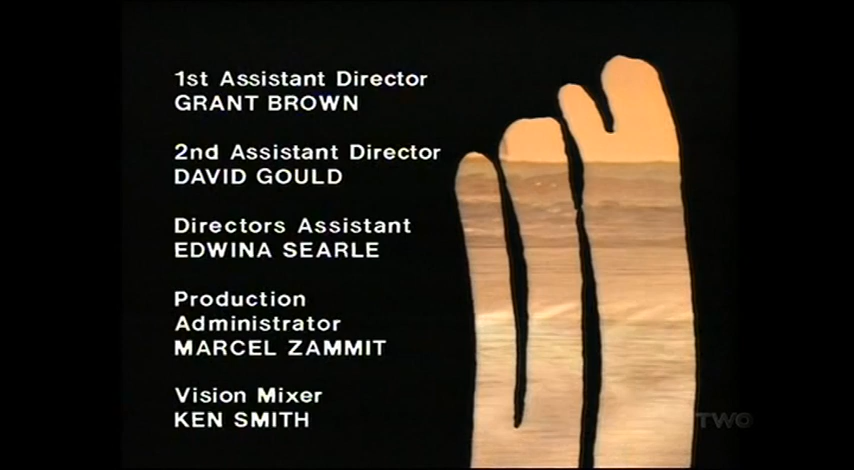 1st Assistant Director
GRANT BROWN
2nd Assistant Director
DAVID GOULD
Directors Assistant
EDWINA SEARLE
Production
Administrator
MARCEL ZAMMIT
Vision Mixer
KEN SMITH
TWO